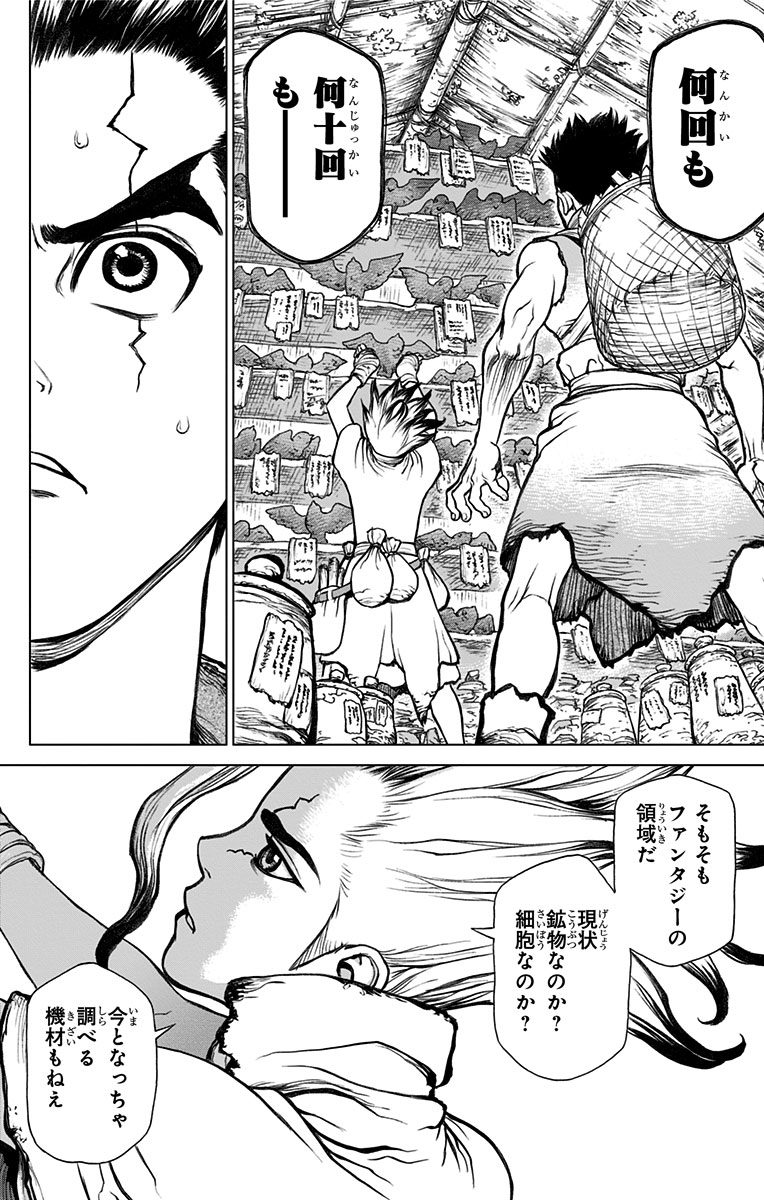 何回も
何十回
も――
そもそも
ファンタジーの
領域だ
現状
鉱物なのか？
細胞なのか？
今となっちゃ
調べる
機材もねえ